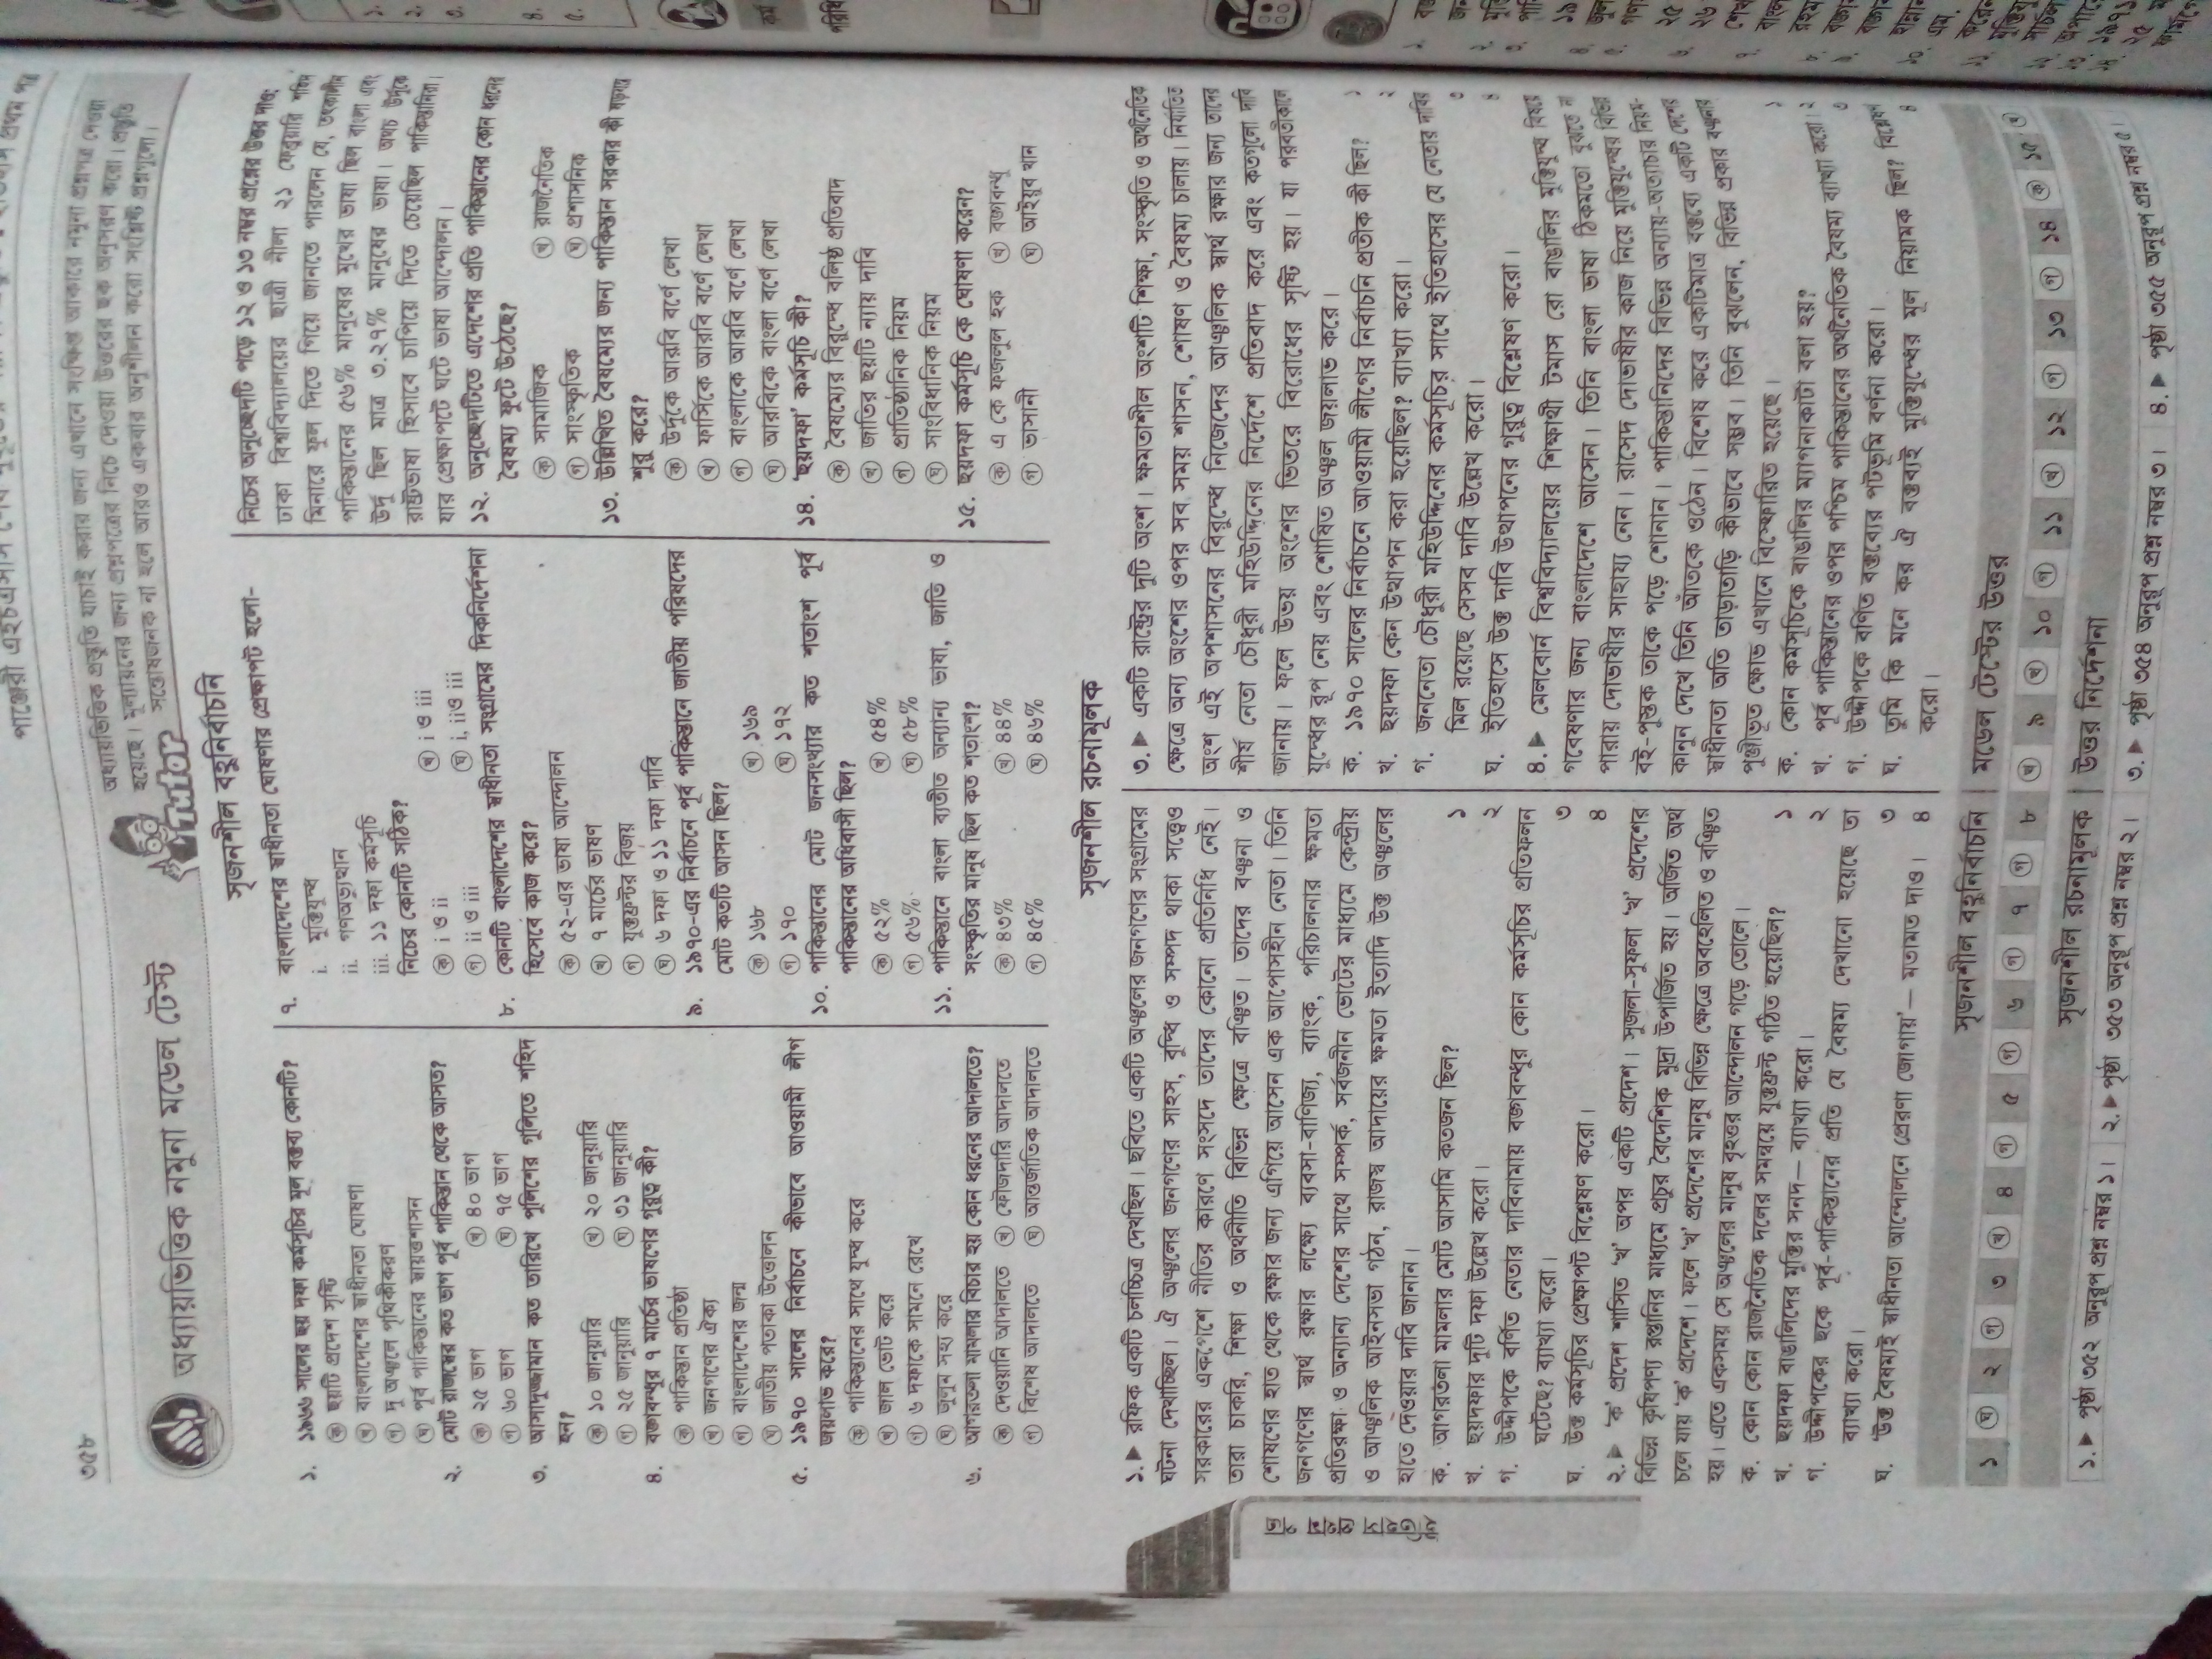 ৩৫৮
অধ্যায়ভিত্তিক প্রস্তুতি যাচাই করার জন্য এখানে সংক্ষিপ্ত আকারে নমুনা প্রশ্নপত্র দেওয়া
হয়েছে। মূল্যায়নের জন্য প্রশ্নপত্রের নিচে দেওয়া উত্তরের ছক অনুসরণ করো। প্রস্তুতি
সন্তোষজনক না হলে আরও একবার অনুশীলন করো সংশ্লিষ্ট প্রশ্নগুলো।
Tutor
অধ্যায়ভিত্তিক নমুনা মডেল টেস্ট
সৃজনশীল বহুনির্বাচনি
১. ১৯৬৬ সালের ছয় দফা কর্মসূচির মূল বক্তব্য কোনটি?
ক ছয়টি প্রদেশ সৃষ্টি
খ বাংলাদেশের স্বাধীনতা ঘোষণা
গ দু অঞ্চলে পৃথিকীকরণ
ঘ পূর্ব পাকিস্তানের স্বায়ত্তশাসন
২. মোট রাজস্বের কত ভাগ পূর্ব পাকিস্তান থেকে আসত?
ক ২৫ ভাগ খ ৪০ ভাগ
গ ৬০ ভাগ ঘ ৭৫ ভাগ
৩. আসাদুজ্জামান কত তারিখে পুলিশের গুলিতে শহিদ
হন?
ক ১০ জানুয়ারি খ ২০ জানুয়ারি
গ ২৫ জানুয়ারি ঘ ৩১ জানুয়ারি
৪. বঙ্গবন্ধুর ৭ মার্চের ভাষণের গুরুত্ব কী?
ক পাকিস্তান প্রতিষ্ঠা
খ জনগণের ঐক্য
গ বাংলাদেশের জন্ম
ঘ জাতীয় পতাকা উত্তোলন
৫. ১৯৭০ সালের নির্বাচনে কীভাবে আওয়ামী লীগ
জয়লাভ করে?
ক পাকিস্তানের সাথে যুদ্ধ করে
খ জাল ভোট করে
গ ৬ দফাকে সামনে রেখে
ঘ জুলুম সহ্য করে
৬. আগরতলা মামলার বিচার হয় কোন ধরনের আদালতে?
ক দেওয়ানি আদালতে খ ফৌজদারি আদালতে
গ বিশেষ আদালতে ঘ আন্তর্জাতিক আদালতে
৭. বাংলাদেশের স্বাধীনতা ঘোষণার প্রেক্ষাপট হলো-
i. মুক্তিযুদ্ধ
ii. গণঅভ্যুত্থান
iii. ১১ দফা কর্মসূচি
নিচের কোনটি সঠিক?
ক i ও ii খ i ও iii
গ ii ও iii ঘ i, iiও iii
৮. কোনটি বাংলাদেশের স্বাধীনতা সংগ্রামের দিকনির্দেশনা
হিসেবে কাজ করে?
ক ৫২-এর ভাষা আন্দোলন
খ ৭ মার্চের ভাষণ
গ যুক্তফ্রন্টের বিজয়
ঘ ৬ দফা ও ১১ দফা দাবি
৯. ১৯৭০-এর নির্বাচনে পূর্ব পাকিস্তানে জাতীয় পরিষদের
মোট কতটি আসন ছিল?
ক ১৬৮ খ ১৬৯
গ ১৭০ ঘ ১৭২
১০. পাকিস্তানের মোট জনসংখ্যার কত শতাংশ পূর্ব
পাকিস্তানের অধিবাসী ছিল?
ক ৫২% খ ৫৪%
গ ৫৬% ঘ ৫৮%
১১. পাকিস্তানে বাংলা ব্যতীত অন্যান্য ভাষা, জাতি ও
সংস্কৃতির মানুষ ছিল কত শতাংশ?
ক ৪৩% খ ৪৪%
গ ৪৫% ঘ ৪৬%
নিচের অনুচ্ছেদটি পড়ে ১২ ও ১৩ নম্বর প্রশ্নের উত্তর দাও:
ঢাকা বিশ্ববিদ্যালয়ের ছাত্রী নীলা ২১ ফেব্রুয়ারি শহিদ
মিনারে ফুল দিতে গিয়ে জানতে পারলেন যে, তৎকালীন
পাকিস্তানের ৫৬% মানুষের মুখের ভাষা ছিল বাংলা এবং
উর্দু ছিল মাত্র ৩.২৭% মানুষের ভাষা। অথচ উর্দুকে
রাষ্ট্রভাষা হিসাবে চাপিয়ে দিতে চেয়েছিল পাকিস্তানিরা।
যার প্রেক্ষাপটে ঘটে ভাষা আন্দোলন।
১২. অনুচ্ছেদটিতে এদেশের প্রতি পাকিস্তানের কোন ধরনের
বৈষম্য ফুটে উঠেছে?
ক সামাজিক খ রাজনৈতিক
গ সাংস্কৃতিক ঘ প্রশাসনিক
১৩. উল্লিখিত বৈষম্যের জন্য পাকিস্তান সরকার কী ষড়যন্ত্র
শুরু করে?
ক উর্দুকে আরবি বর্ণে লেখা
খ ফার্সিকে আরবি বর্ণে লেখা
গ বাংলাকে আরবি বর্ণে লেখা
ঘ আরবিকে বাংলা বর্ণে লেখা
১৪. ‘ছয়দফা’ কর্মসূচি কী?
ক বৈষম্যের বিরুদ্ধে বলিষ্ঠ প্রতিবাদ
খ জাতির ছয়টি ন্যায় দাবি
গ প্রাতিষ্ঠানিক নিয়ম
ঘ সাংবিধানিক নিয়ম
১৫. ছয়দফা কর্মসূচি কে ঘোষণা করেন?
ক এ কে ফজলুল হক খ বঙ্গবন্ধু
গ ভাসানী ঘ আইয়ুব খান
সৃজনশীল রচনামূলক
১.▶ রফিক একটি চলচ্চিত্র দেখছিল। ছবিতে একটি অঞ্চলের জনগণের সংগ্রামের
ঘটনা দেখাচ্ছিল। ঐ অঞ্চলের জনগণের সাহস, বুদ্ধি ও সম্পদ থাকা সত্ত্বেও
সরকারের একপেশে নীতির কারণে সংসদে তাদের কোনো প্রতিনিধি নেই।
তারা চাকরি, শিক্ষা ও অর্থনীতি বিভিন্ন ক্ষেত্রে বঞ্চিত। তাদের বঞ্চনা ও
শোষণের হাত থেকে রক্ষার জন্য এগিয়ে আসেন এক আপোসহীন নেতা। তিনি
জনগণের স্বার্থ রক্ষার লক্ষ্যে ব্যবসা-বাণিজ্য, ব্যাংক, পরিচালনার ক্ষমতা
প্রতিরক্ষা ও অন্যান্য দেশের সাথে সম্পর্ক, সর্বজনীন ভোটের মাধ্যমে কেন্দ্রীয়
ও আঞ্চলিক আইনসভা গঠন, রাজস্ব আদায়ের ক্ষমতা ইত্যাদি উক্ত অঞ্চলের
হাতে দেওয়ার দাবি জানান।
ক. আগরতলা মামলার মোট আসামি কতজন ছিল? ১
খ. ছয়দফার দুটি দফা উল্লেখ করো। ২
গ. উদ্দীপকে বর্ণিত নেতার দাবিনামায় বঙ্গবন্ধুর কোন কর্মসূচির প্রতিফলন
ঘটেছে? ব্যাখ্যা করো। ৩
ঘ. উক্ত কর্মসূচির প্রেক্ষাপট বিশ্লেষণ করো। ৪
২.▶ ‘ক’ প্রদেশ শাসিত ‘খ’ অপর একটি প্রদেশ। সুজলা-সুফলা ‘খ’ প্রদেশের
বিভিন্ন কৃষিপণ্য রপ্তানির মাধ্যমে প্রচুর বৈদেশিক মুদ্রা উপার্জিত হয়। অর্জিত অর্থ
চলে যায় ‘ক’ প্রদেশে। ফলে ‘খ’ প্রদেশের মানুষ বিভিন্ন ক্ষেত্রে অবহেলিত ও বঞ্চিত
হয়। এতে একসময় সে অঞ্চলের মানুষ বৃহত্তর আন্দোলন গড়ে তোলে।
ক. কোন কোন রাজনৈতিক দলের সমন্বয়ে যুক্তফ্রন্ট গঠিত হয়েছিল? ১
খ. ছয়দফা বাঙালিদের মুক্তির সনদ— ব্যাখ্যা করো। ২
গ. উদ্দীপকের ছকে পূর্ব-পাকিস্তানের প্রতি যে বৈষম্য দেখানো হয়েছে তা
ব্যাখ্যা করো। ৩
ঘ. ‘উক্ত বৈষম্যই স্বাধীনতা আন্দোলনে প্রেরণা জোগায়’— মতামত দাও। ৪
৩.▶ একটি রাষ্ট্রের দুটি অংশ। ক্ষমতাশীল অংশটি শিক্ষা, সংস্কৃতি ও অর্থনৈতিক
ক্ষেত্রে অন্য অংশের ওপর সব সময় শাসন, শোষণ ও বৈষম্য চালায়। নির্যাতিত
অংশ এই অপশাসনের বিরুদ্ধে নিজেদের আঞ্চলিক স্বার্থ রক্ষার জন্য তাদের
শীর্ষ নেতা চৌধুরী মহিউদ্দিনের নির্দেশে প্রতিবাদ করে এবং কতগুলো দাবি
জানায়। ফলে উভয় অংশের ভিতরে বিরোধের সৃষ্টি হয়। যা পরবর্তীকালে
যুদ্ধের রূপ নেয় এবং শোষিত অঞ্চল জয়লাভ করে।
ক. ১৯৭০ সালের নির্বাচনে আওয়ামী লীগের নির্বাচনি প্রতীক কী ছিল? ১
খ. ছয়দফা কেন উত্থাপন করা হয়েছিল? ব্যাখ্যা করো। ২
গ. জননেতা চৌধুরী মহিউদ্দিনের কর্মসূচির সাথে ইতিহাসের যে নেতার দাবির
মিল রয়েছে সেসব দাবি উল্লেখ করো। ৩
ঘ. ইতিহাসে উক্ত দাবি উত্থাপনের গুরুত্ব বিশ্লেষণ করো। ৪
৪.▶ মেলবোর্ন বিশ্ববিদ্যালয়ের শিক্ষার্থী টমাস রো বাঙালির মুক্তিযুদ্ধ বিষয়ে
গবেষণার জন্য বাংলাদেশে আসেন। তিনি বাংলা ভাষা ঠিকমতো বুঝতে না
পারায় দোভাষীর সাহায্য নেন। রাসেদ দোভাষীর কাজ নিয়ে মুক্তিযুদ্ধের বিভিন্ন
বই-পুস্তক তাকে পড়ে শোনান। পাকিস্তানিদের বিভিন্ন অন্যায়-অত্যাচার নিয়ম-
কানুন দেখে তিনি আঁতকে ওঠেন। বিশেষ করে একটিমাত্র বক্তব্যে একটি দেশের
স্বাধীনতা অতি তাড়াতাড়ি কীভাবে সম্ভব। তিনি বুঝলেন, বিভিন্ন প্রকার বঞ্চনার
পুঞ্জীভূত ক্ষোভ এখানে বিস্ফোরিত হয়েছে।
ক. কোন কর্মসূচিকে বাঙালির ম্যাগনাকার্টা বলা হয়? ১
খ. পূর্ব পাকিস্তানের ওপর পশ্চিম পাকিস্তানের অর্থনৈতিক বৈষম্য ব্যাখ্যা করো। ২
গ. উদ্দীপকে বর্ণিত বক্তব্যের পটভূমি বর্ণনা করো। ৩
ঘ. তুমি কি মনে কর ঐ বক্তব্যই মুক্তিযুদ্ধের মূল নিয়ামক ছিল? বিশ্লেষণ
করো। ৪
ইতিহাস প্রথম পত্র
সৃজনশীল বহুনির্বাচনি | মডেল টেস্টের উত্তর
১ ঘ ২ গ ৩ খ ৪ গ ৫ গ ৬ গ ৭ গ ৮ খ ৯ খ ১০ গ ১১ খ ১২ গ ১৩ গ ১৪ ক ১৫ খ
সৃজনশীল রচনামূলক | উত্তর নির্দেশনা
১.▶ পৃষ্ঠা ৩৫২ অনুরূপ প্রশ্ন নম্বর ১। ২.▶ পৃষ্ঠা ৩৫৩ অনুরূপ প্রশ্ন নম্বর ২। ৩.▶ পৃষ্ঠা ৩৫৪ অনুরূপ প্রশ্ন নম্বর ৩। ৪.▶ পৃষ্ঠা ৩৫৫ অনুরূপ প্রশ্ন নম্বর ৫।